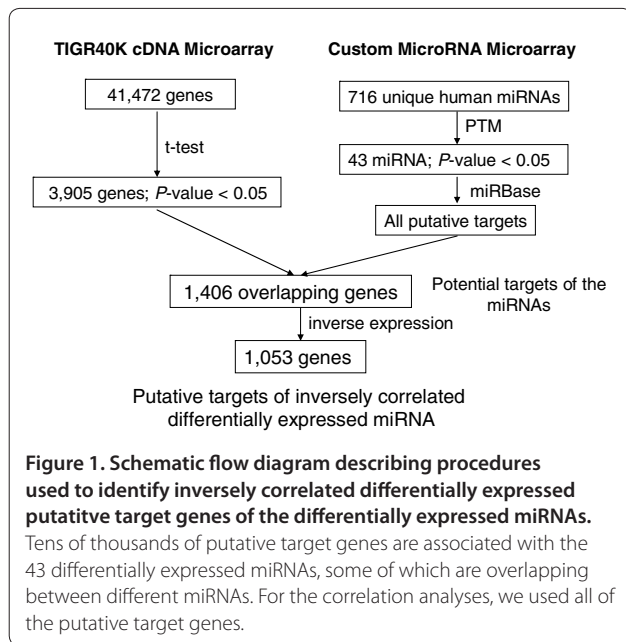 TIGR40K cDNA Microarray
Custom MicroRNA Microarray
41,472 genes
716 unique human miRNAs
t-test
PTM
3,905 genes; P-value < 0.05
43 miRNA; P-value < 0.05
miRBase
All putative targets
1,406 overlapping genes
Potential targets of the
miRNAs
inverse expression
1,053 genes
Putative targets of inversely correlated
differentially expressed miRNA
Figure 1. Schematic flow diagram describing procedures
used to identify inversely correlated differentially expressed
putatitve target genes of the differentially expressed miRNAs.
Tens of thousands of putative target genes are associated with the
43 differentially expressed miRNAs, some of which are overlapping
between different miRNAs. For the correlation analyses, we used all of
the putative target genes.